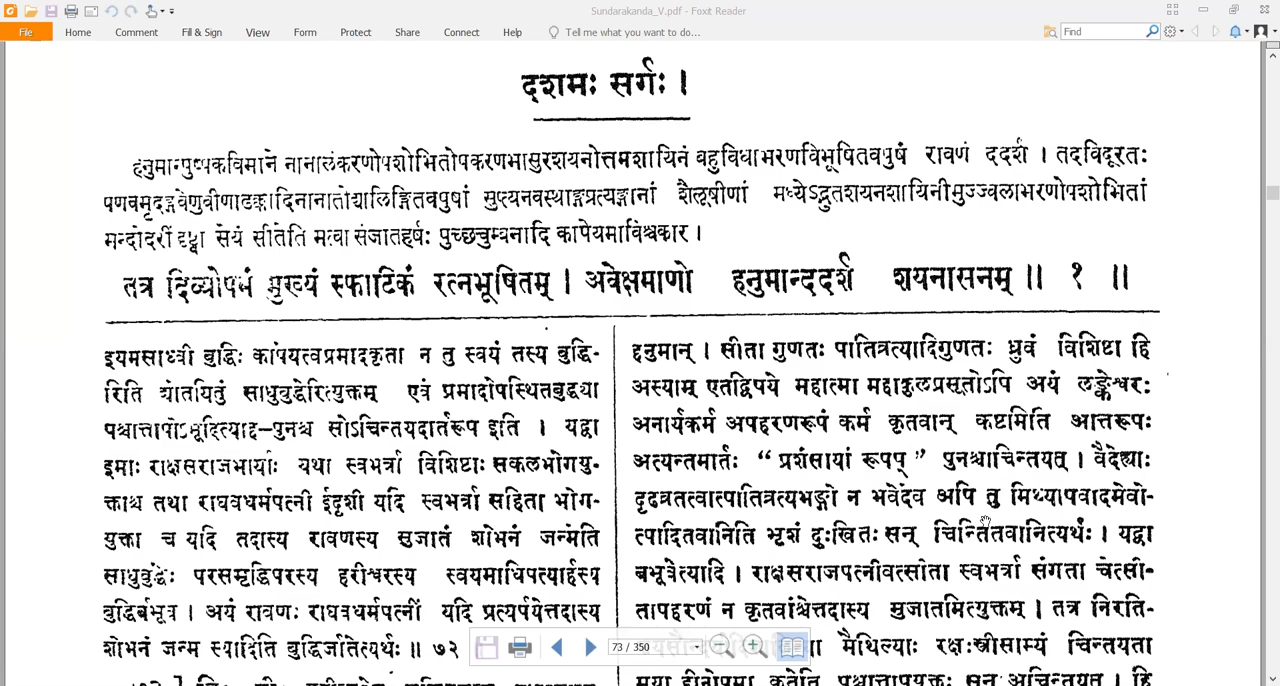 Sundarakanda_V.pdf - Foxit Reader
File Home Comment Fill & Sign View Form Protect Share Connect Help Tell me what you want to do... Find
दशमः सर्गः ।
हनुमान्पुष्पकविमाने नानालंकरणोपशोभितोपकरणभासुरशयनोत्तमशायिनं बहुविधाभरणविभूषितवपुषं रावणं ददर्श । तदविदूरतः
पणवमृदङ्गवेणुवीणाढक्कादिनानातोद्यालिङ्गितवपुषां सुप्त्यनवस्थाङ्गप्रत्यङ्गानां शैलूषीणां मध्येऽद्भुतशयनशायिनीमुज्ज्वलाभरणोपशोभितां
मन्दोदरीं दृष्ट्वा सेयं सीतेति मत्वा संजातहर्षः पुच्छचुम्बनादि कापेयमाविश्चकार ।
तत्र दिव्योपमं मुख्यं स्फाटिकं रत्नभूषितम् । अवेक्षमाणो हनुमान्ददर्श शयनासनम् ॥ १ ॥
इयमसाध्वी बुद्धिः कापेयत्वप्रमादकृता न तु स्वयं तस्य बुद्धि-
रिति द्योतयितुं साधुबुद्धेरित्युक्तम् एवं प्रमादोपस्थितबुद्ध्या
पश्चात्तापोऽभूदित्याह–पुनश्च सोऽचिन्तयदार्तरूप इति । यद्वा
इमाः राक्षसराजभार्याः यथा स्वभर्त्रा विशिष्टाः सकलभोगयु-
क्ताश्च तथा राघवधर्मपत्नी ईदृशी यदि स्वभर्त्रा सहिता भोग-
युक्ता च यदि तदास्य रावणस्य सुजातं शोभनं जन्मेति
साधुबुद्धेः परसमृद्धिपरस्य हरीश्वरस्य स्वयमाधिपत्यार्हस्य
बुद्धिर्बभूव । अयं रावणः राघवधर्मपत्नीं यदि प्रत्यर्पयेत्तदास्य
शोभनं जन्म स्यादिति बुद्धिर्जातेत्यर्थः ॥ ७२
हनुमान् । सीता गुणतः पातिव्रत्यादिगुणतः ध्रुवं विशिष्टा हि
अस्याम् एतद्विषये महात्मा महाकुलप्रसूतोऽपि अयं लङ्केश्वरः
अनार्यकर्म अपहरणरूपं कर्म कृतवान् कष्टमिति आत्तरूपः
अत्यन्तमार्तः “ प्रशंसायां रूपप् ” पुनश्चाचिन्तयत् । वैदेह्याः
दृढव्रतत्वात्पातिव्रत्यभङ्गो न भवेदेव अपि तु मिथ्यापवादमेवो-
त्पादितवानिति भृशं दुःखितः सन् चिन्तितवानित्यर्थः । यद्वा
बभूवेत्यादि । राक्षसराजपत्नीवत्सीता स्वभर्त्रा संगता चेत्सी-
तापहरणं न कृतवांश्चेत्तदास्य सुजातमित्युक्तम् । तत्र निरति-
मैथिल्याः रक्षःस्त्रीसाम्यं चिन्तयता
मया हीनोपमा कृतेति पश्चात्तापयुक्तः सन् अचिन्तयत् । हि
73 / 350